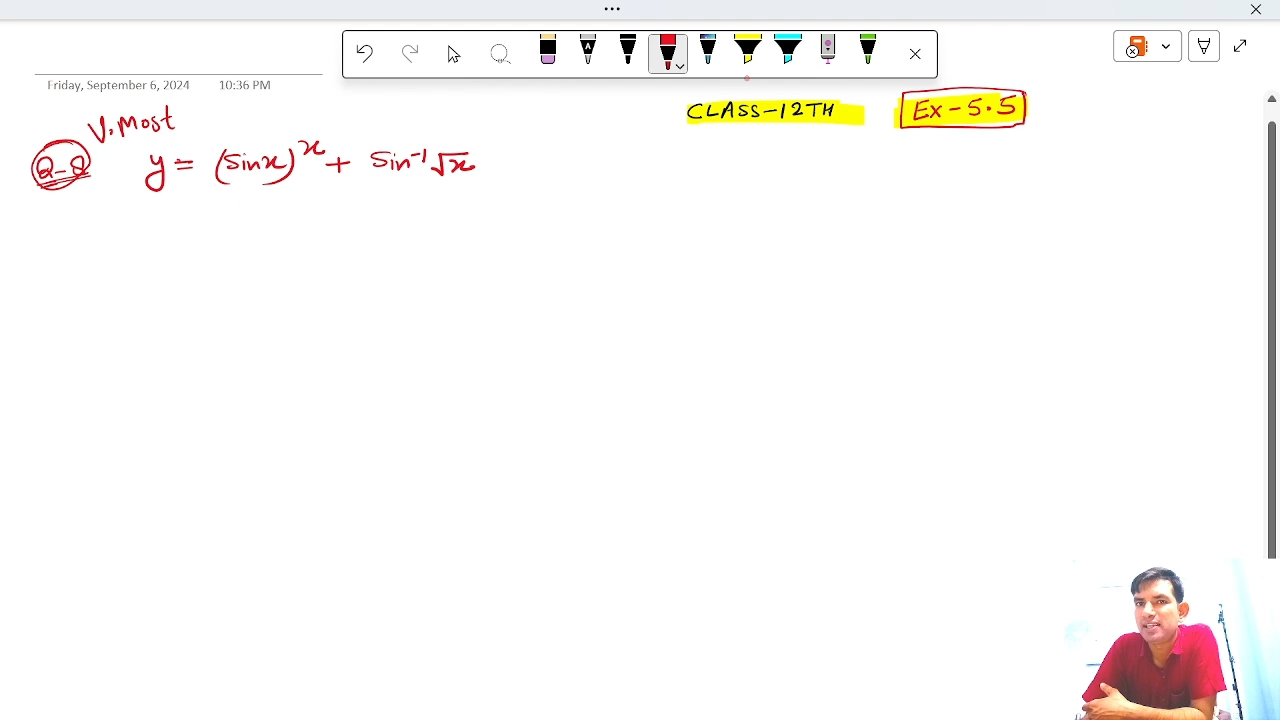 Friday, September 6, 2024 10:36 PM
CLASS-12TH Ex-5.5
V. Most
Q-8 y = (sinx)^x + sin⁻¹√x